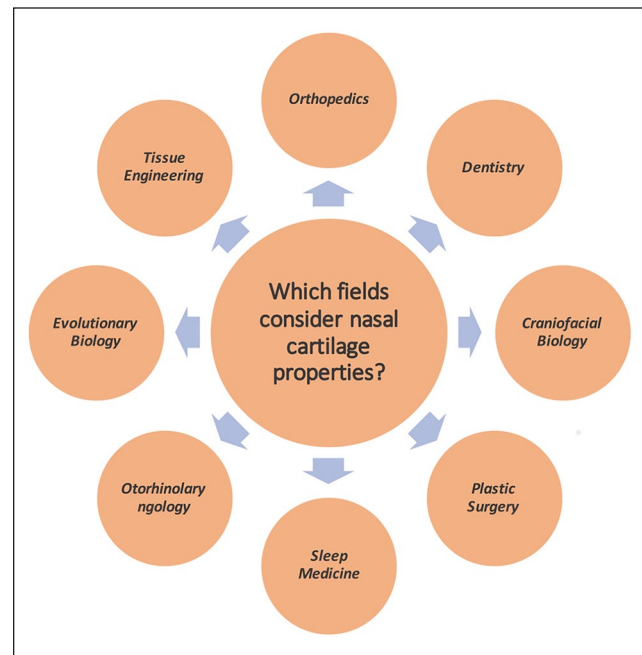 Orthopedics
Tissue
Engineering
Dentistry
Which fields
consider nasal
cartilage
properties?
Evolutionary
Biology
Craniofacial
Biology
Otorhinolary
ngology
Plastic
Surgery
Sleep
Medicine